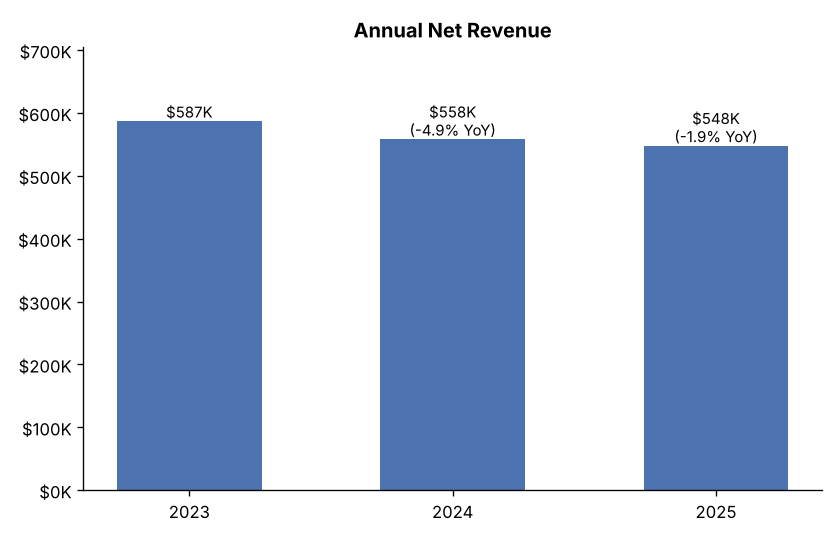 Annual Net Revenue
$700K
$600K
$500K
$400K
$300K
$200K
$100K
$0K
$587K
$558K
(-4.9% YoY)
$548K
(-1.9% YoY)
2023
2024
2025